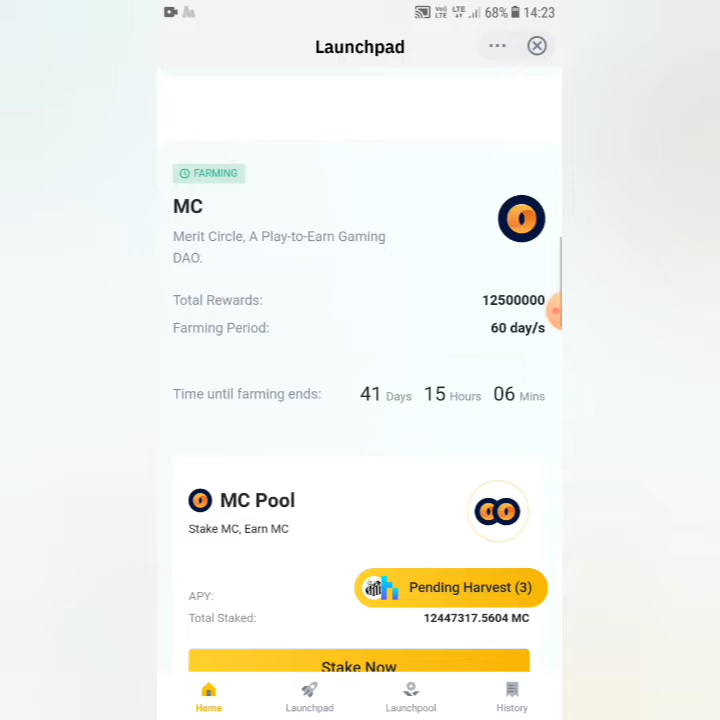 68% 14:23
Launchpad
FARMING
MC
Merit Circle, A Play-to-Earn Gaming
DAO.
Total Rewards: 12500000
Farming Period: 60 day/s
Time until farming ends: 41 Days 15 Hours 06 Mins
MC Pool
Stake MC, Earn MC
Pending Harvest (3)
APY:
Total Staked: 12447317.5604 MC
Stake Now
Home Launchpad Launchpool History